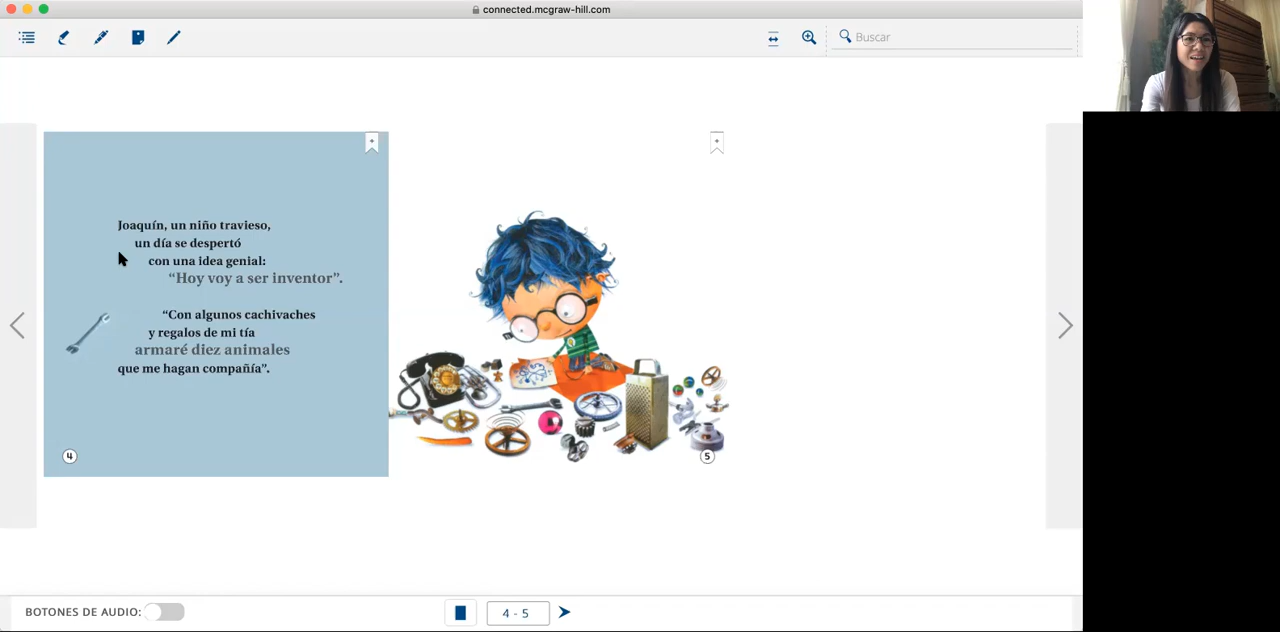 connected.mcgraw-hill.com
Buscar
Joaquín, un niño travieso,
un día se despertó
con una idea genial:
“Hoy voy a ser inventor”.
“Con algunos cachivaches
y regalos de mi tía
armaré diez animales
que me hagan compañía”.
4
5
BOTONES DE AUDIO:
4 - 5